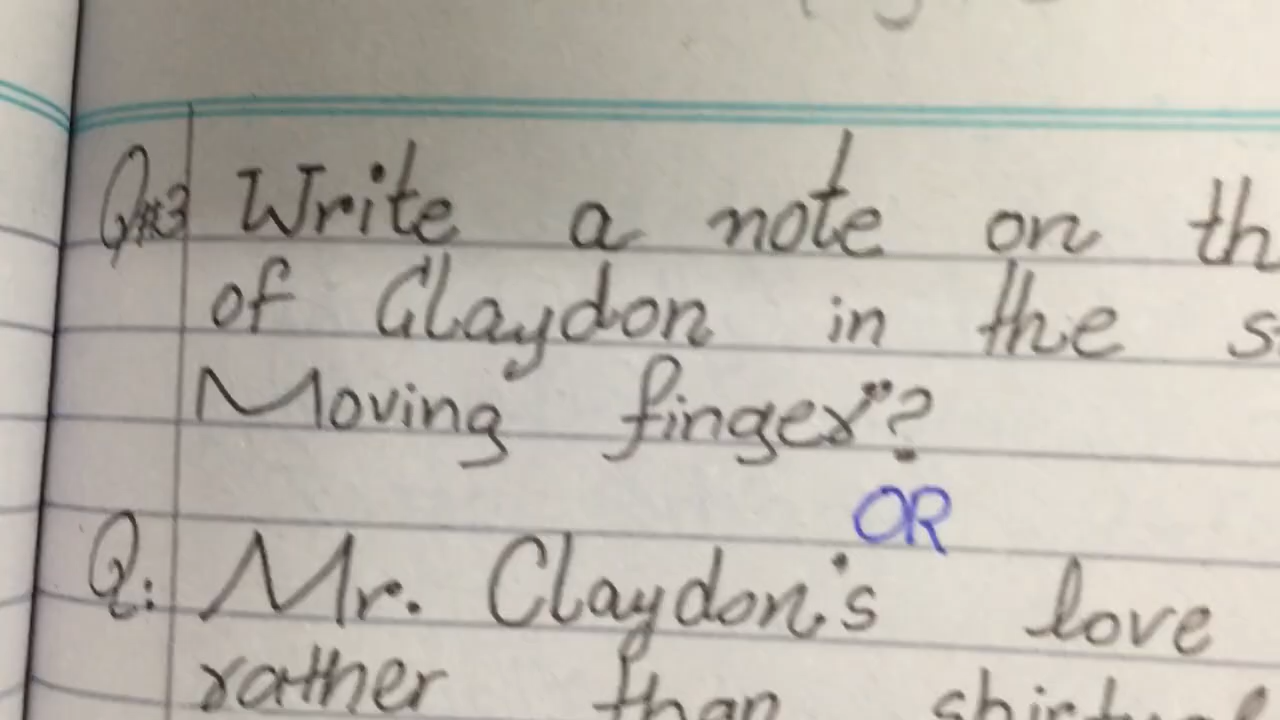 Q#3 Write a note on th
of Claydon in the s
Moving finger"?
OR
Q: Mr. Claydon's love
rather than